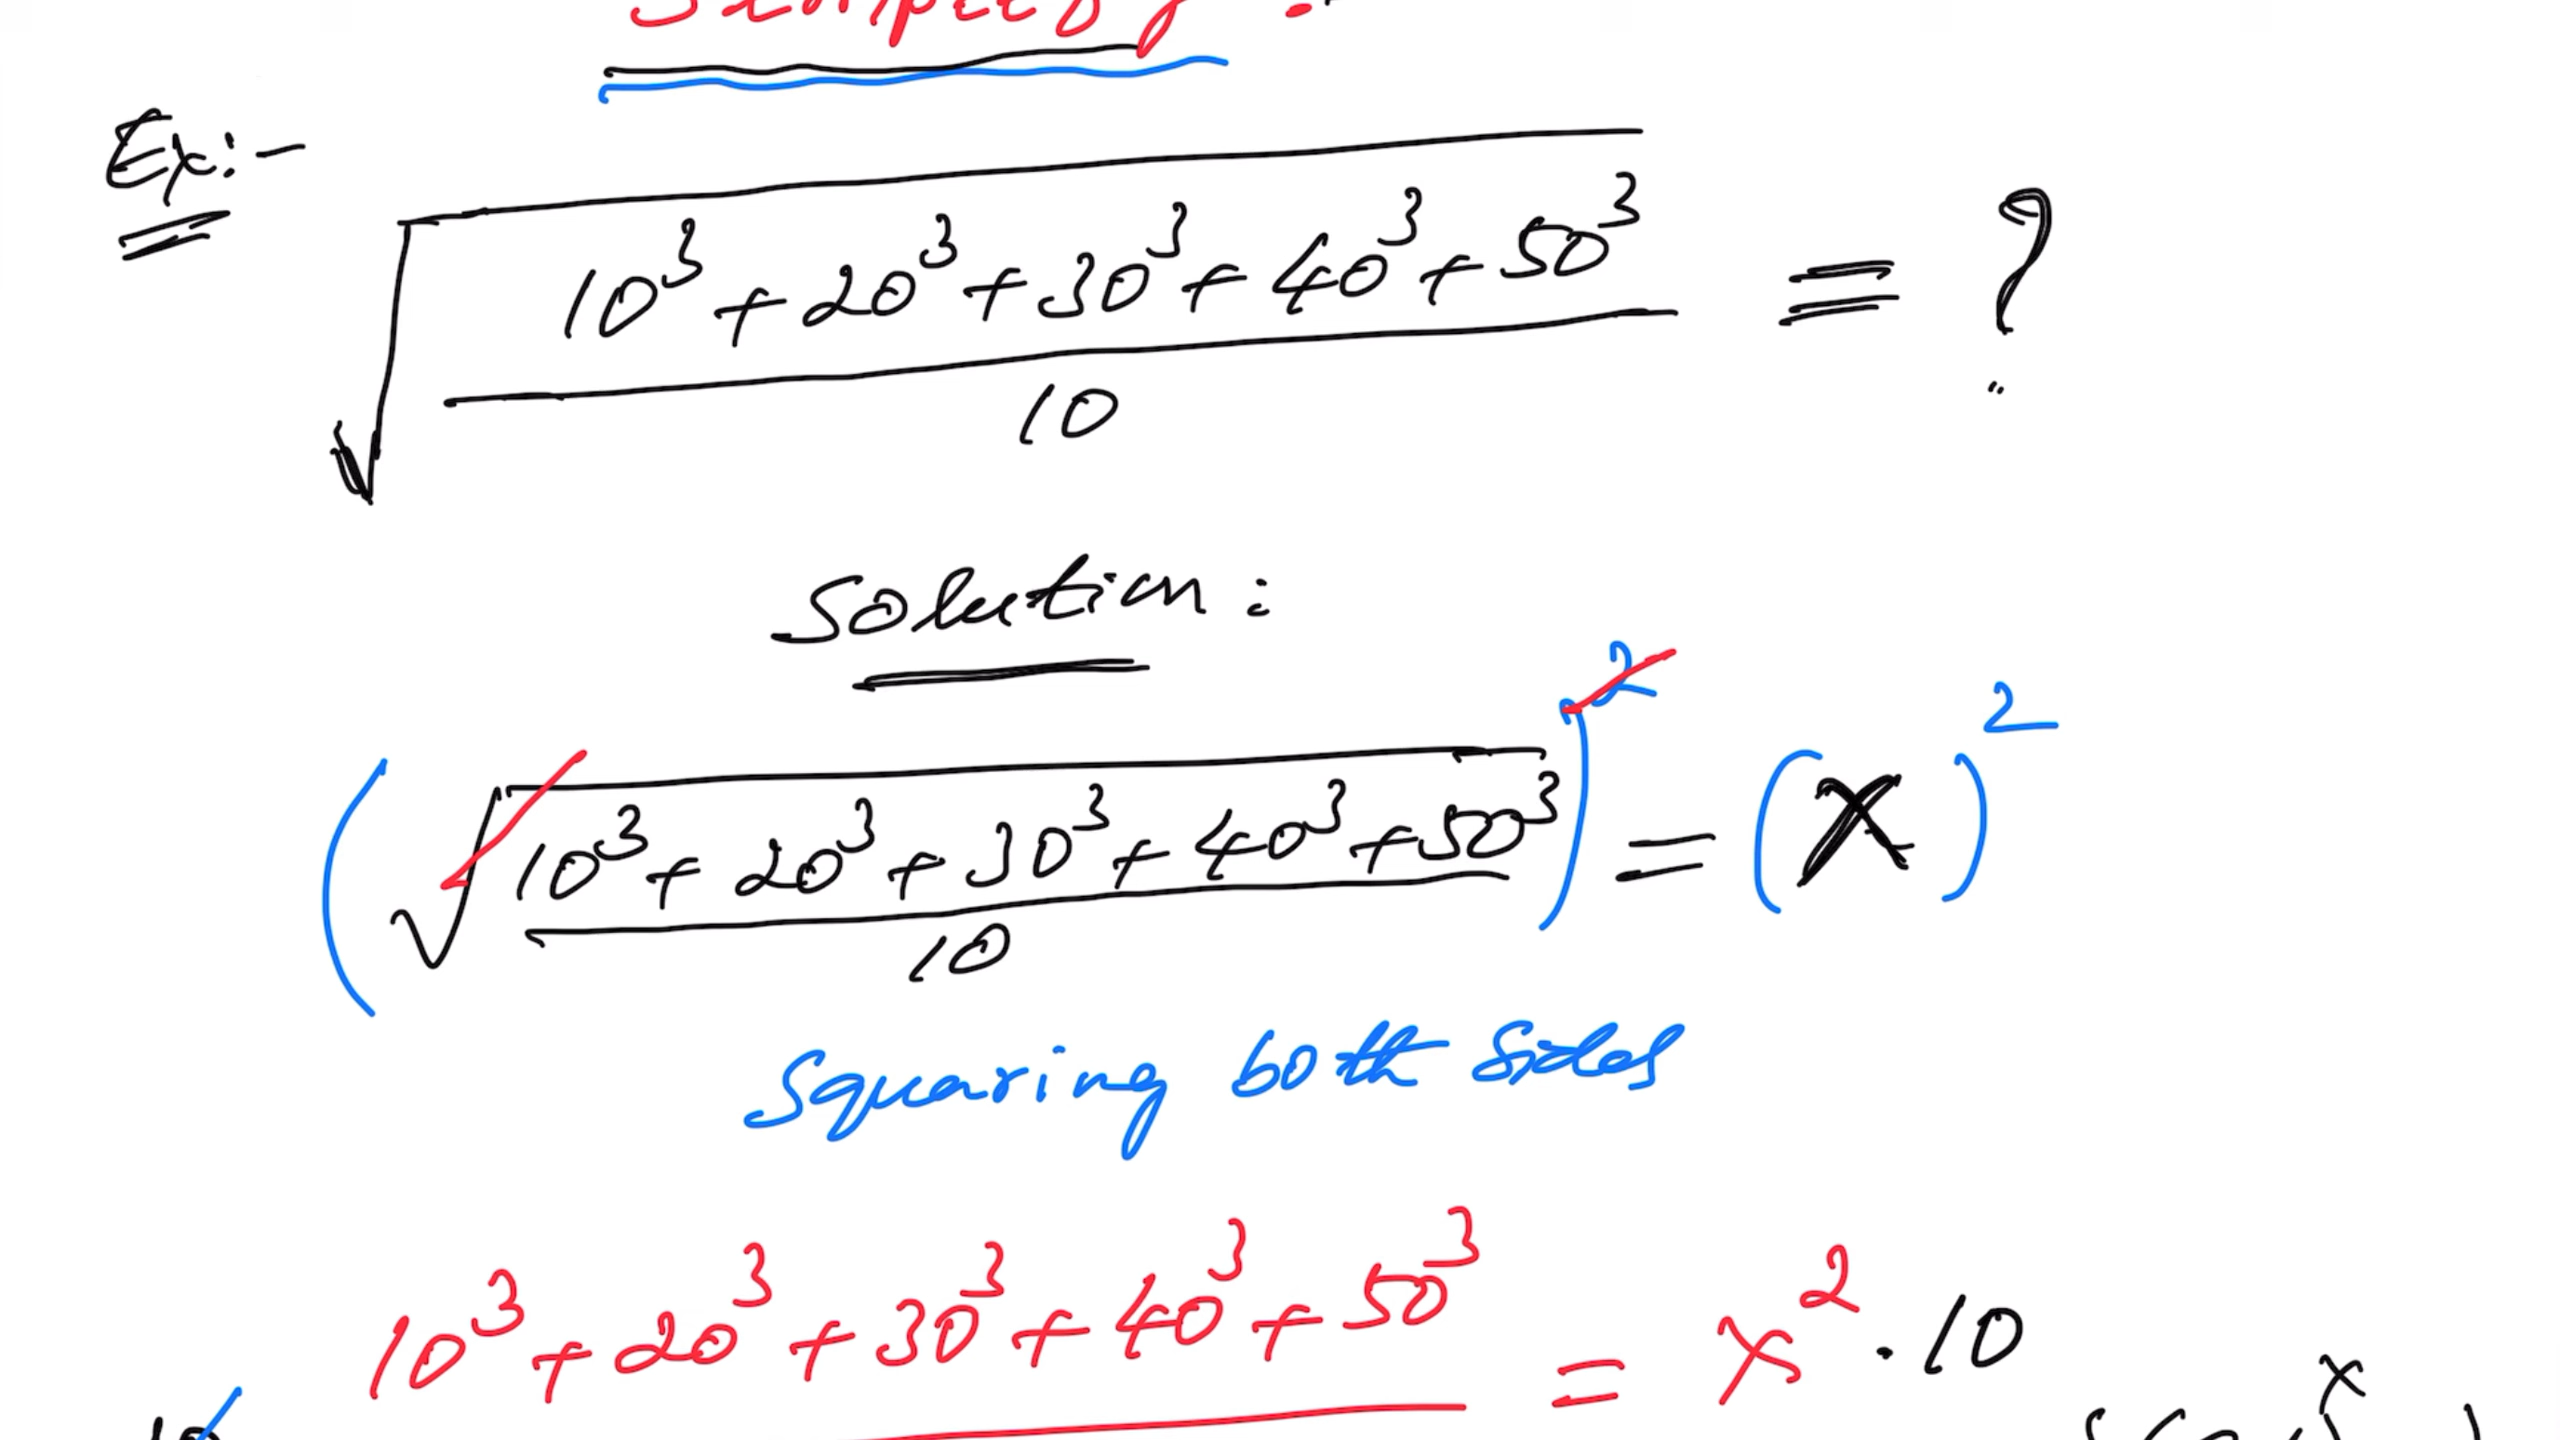 Simplify :
Ex:-
√((10³ + 20³ + 30³ + 40³ + 50³)/10) = ?
Solution:
(√((10³ + 20³ + 30³ + 40³ + 50³)/10))² = (x)²
Squaring both sides
10³ + 20³ + 30³ + 40³ + 50³ = x² · 10